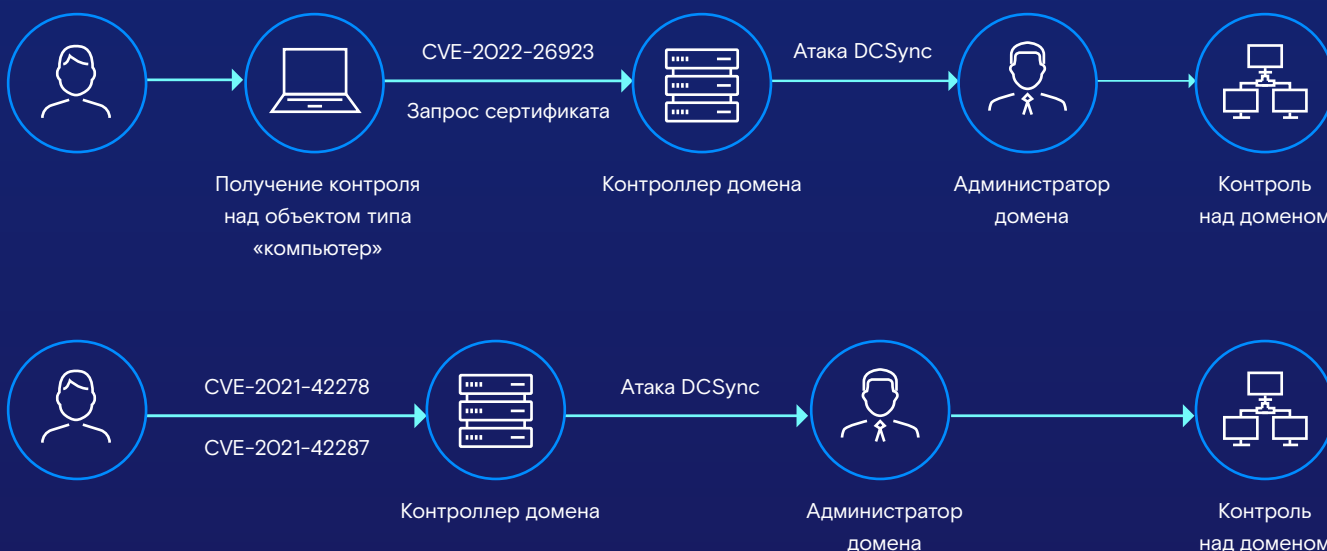 CVE-2022-26923
Запрос сертификата
Атака DCSync
Получение контроля
над объектом типа
«компьютер»
Контроллер домена
Администратор
домена
Контроль
над доменом
CVE-2021-42278
CVE-2021-42287
Атака DCSync
Контроллер домена
Администратор
домена
Контроль
над доменом